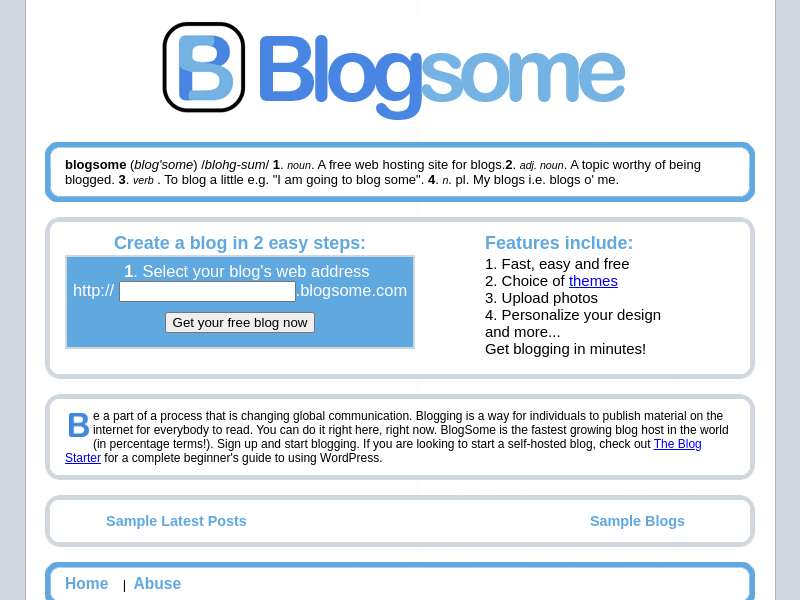 B Blogsome
blogsome (blog'some) /blohg-sum/ 1. noun. A free web hosting site for blogs.2. adj. noun. A topic worthy of being
blogged. 3. verb . To blog a little e.g. "I am going to blog some". 4. n. pl. My blogs i.e. blogs o' me.
Create a blog in 2 easy steps:
1. Select your blog's web address
http:// .blogsome.com
Get your free blog now
Features include:
1. Fast, easy and free
2. Choice of themes
3. Upload photos
4. Personalize your design
and more...
Get blogging in minutes!
Be a part of a process that is changing global communication. Blogging is a way for individuals to publish material on the
internet for everybody to read. You can do it right here, right now. BlogSome is the fastest growing blog host in the world
(in percentage terms!). Sign up and start blogging. If you are looking to start a self-hosted blog, check out The Blog
Starter for a complete beginner's guide to using WordPress.
Sample Latest Posts
Sample Blogs
Home | Abuse